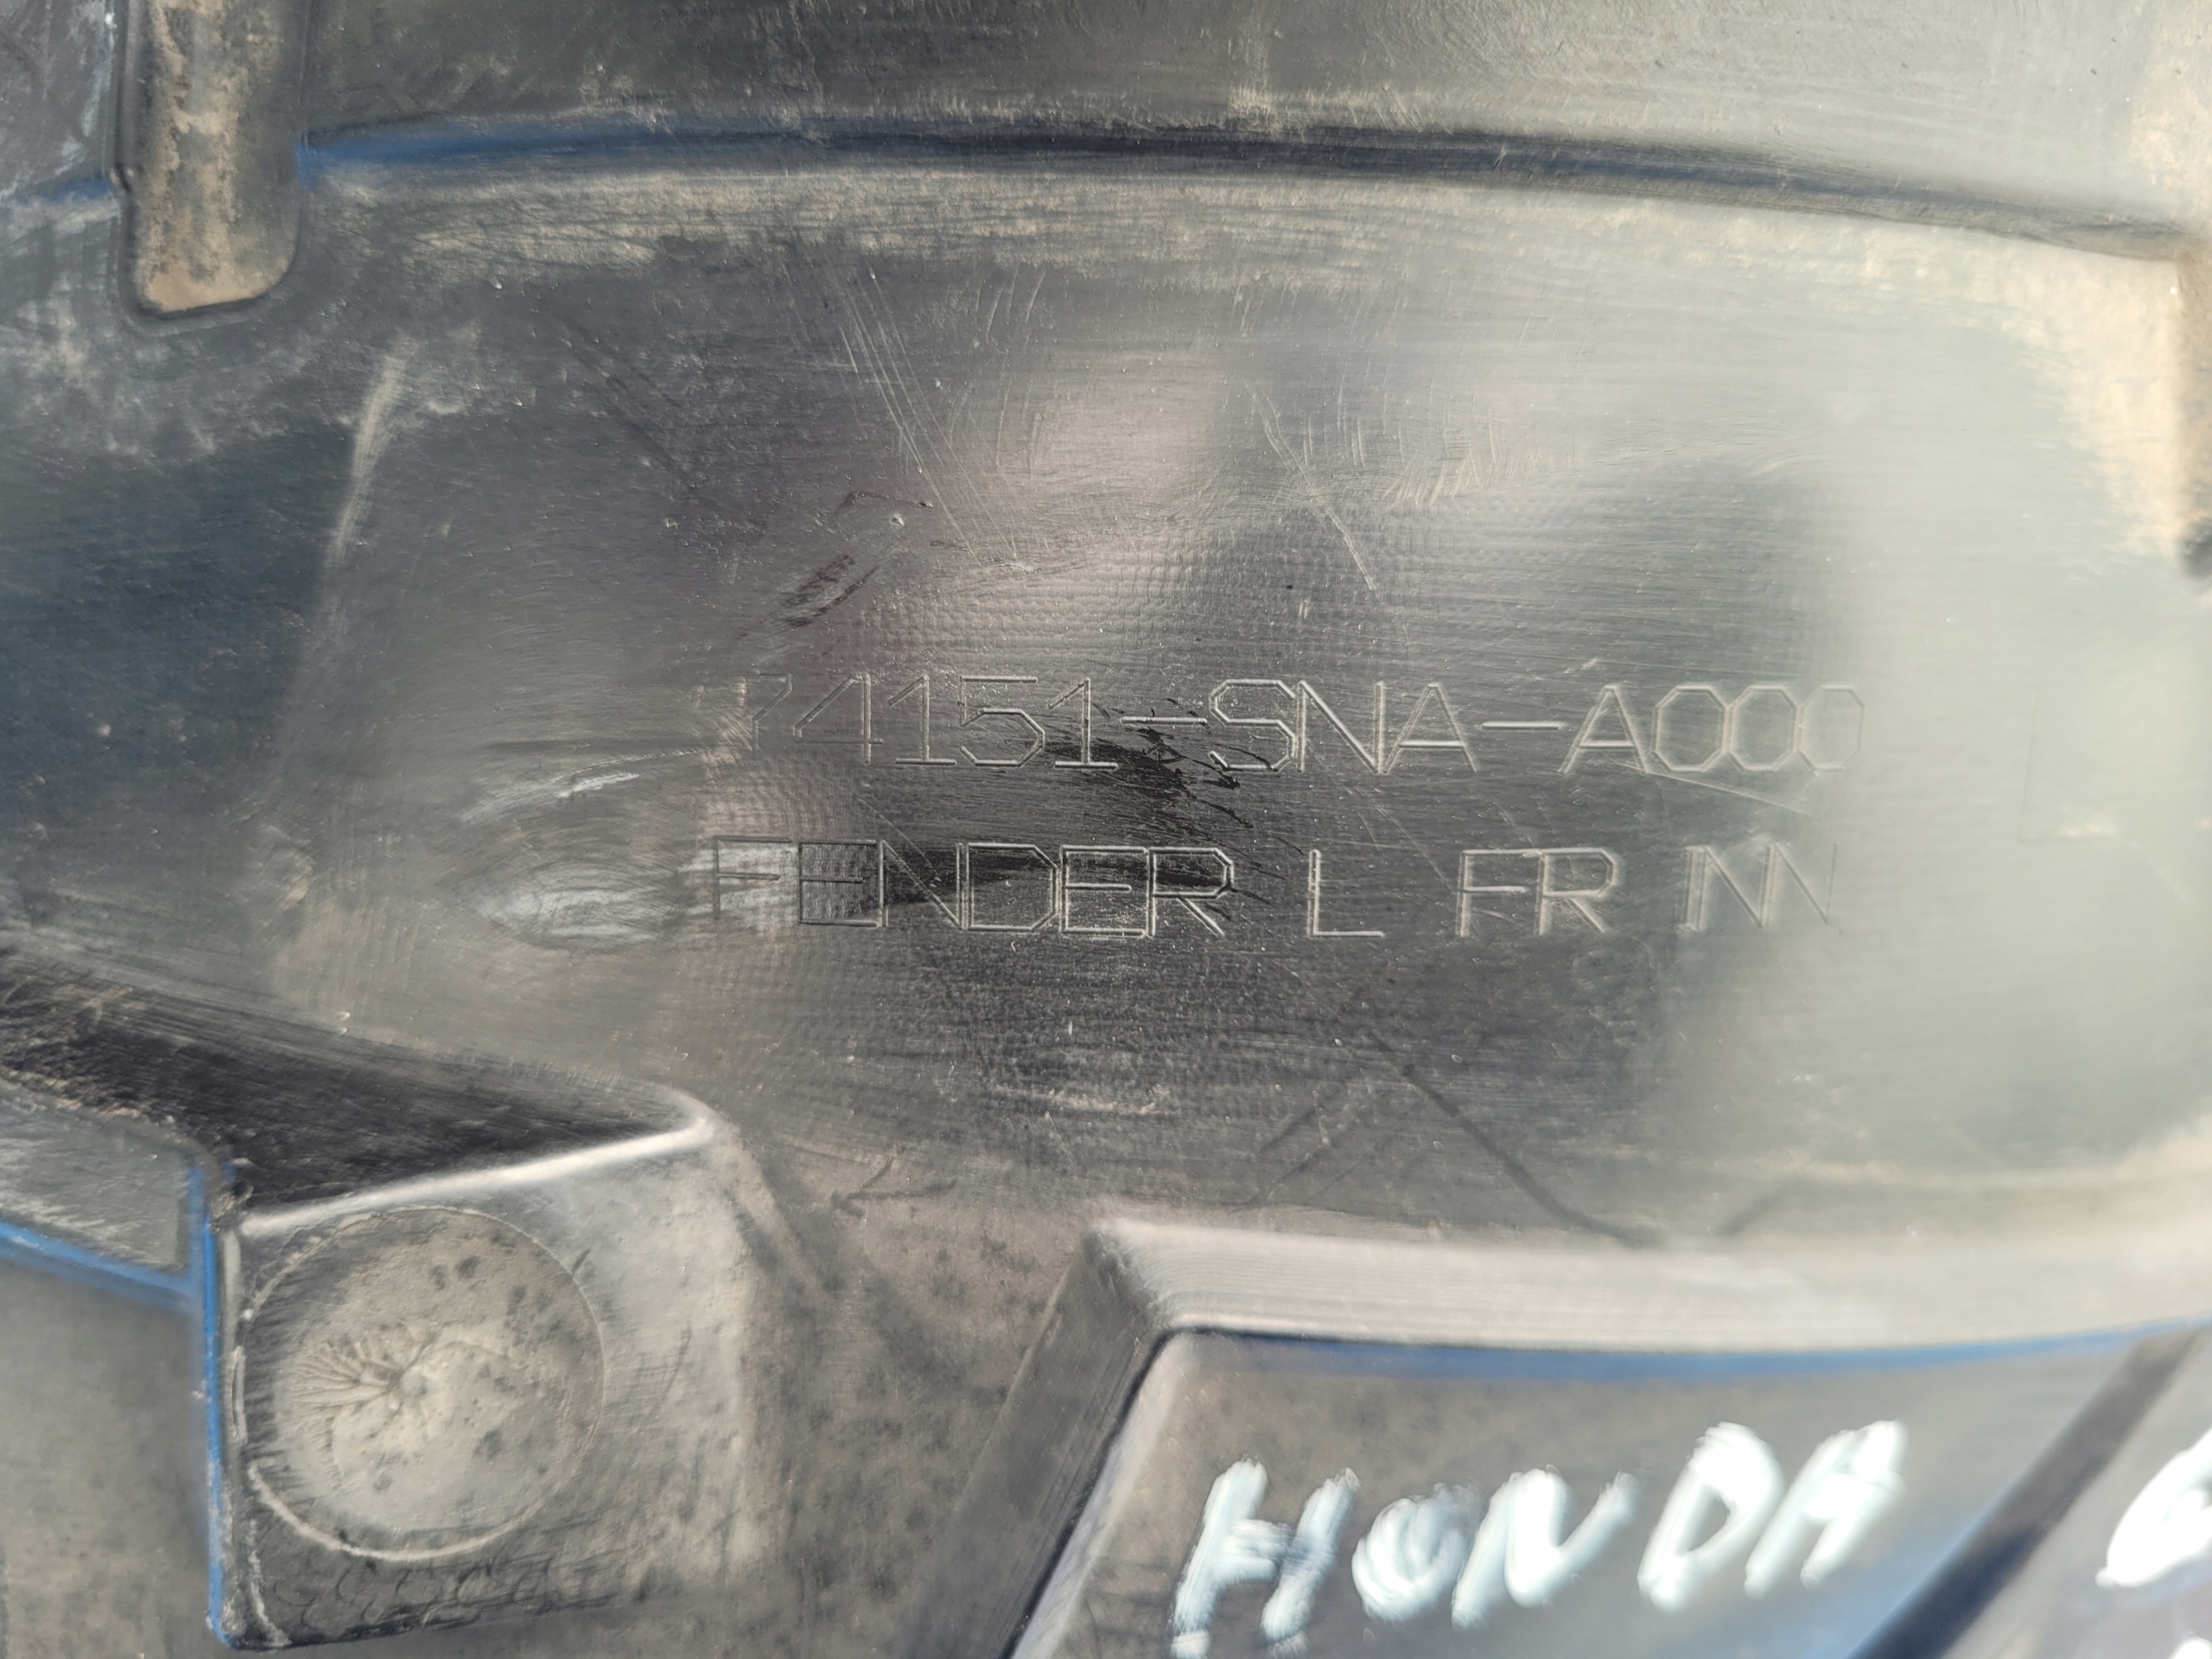 74151-SNA-A000
FENDER L FR INN
HONDA